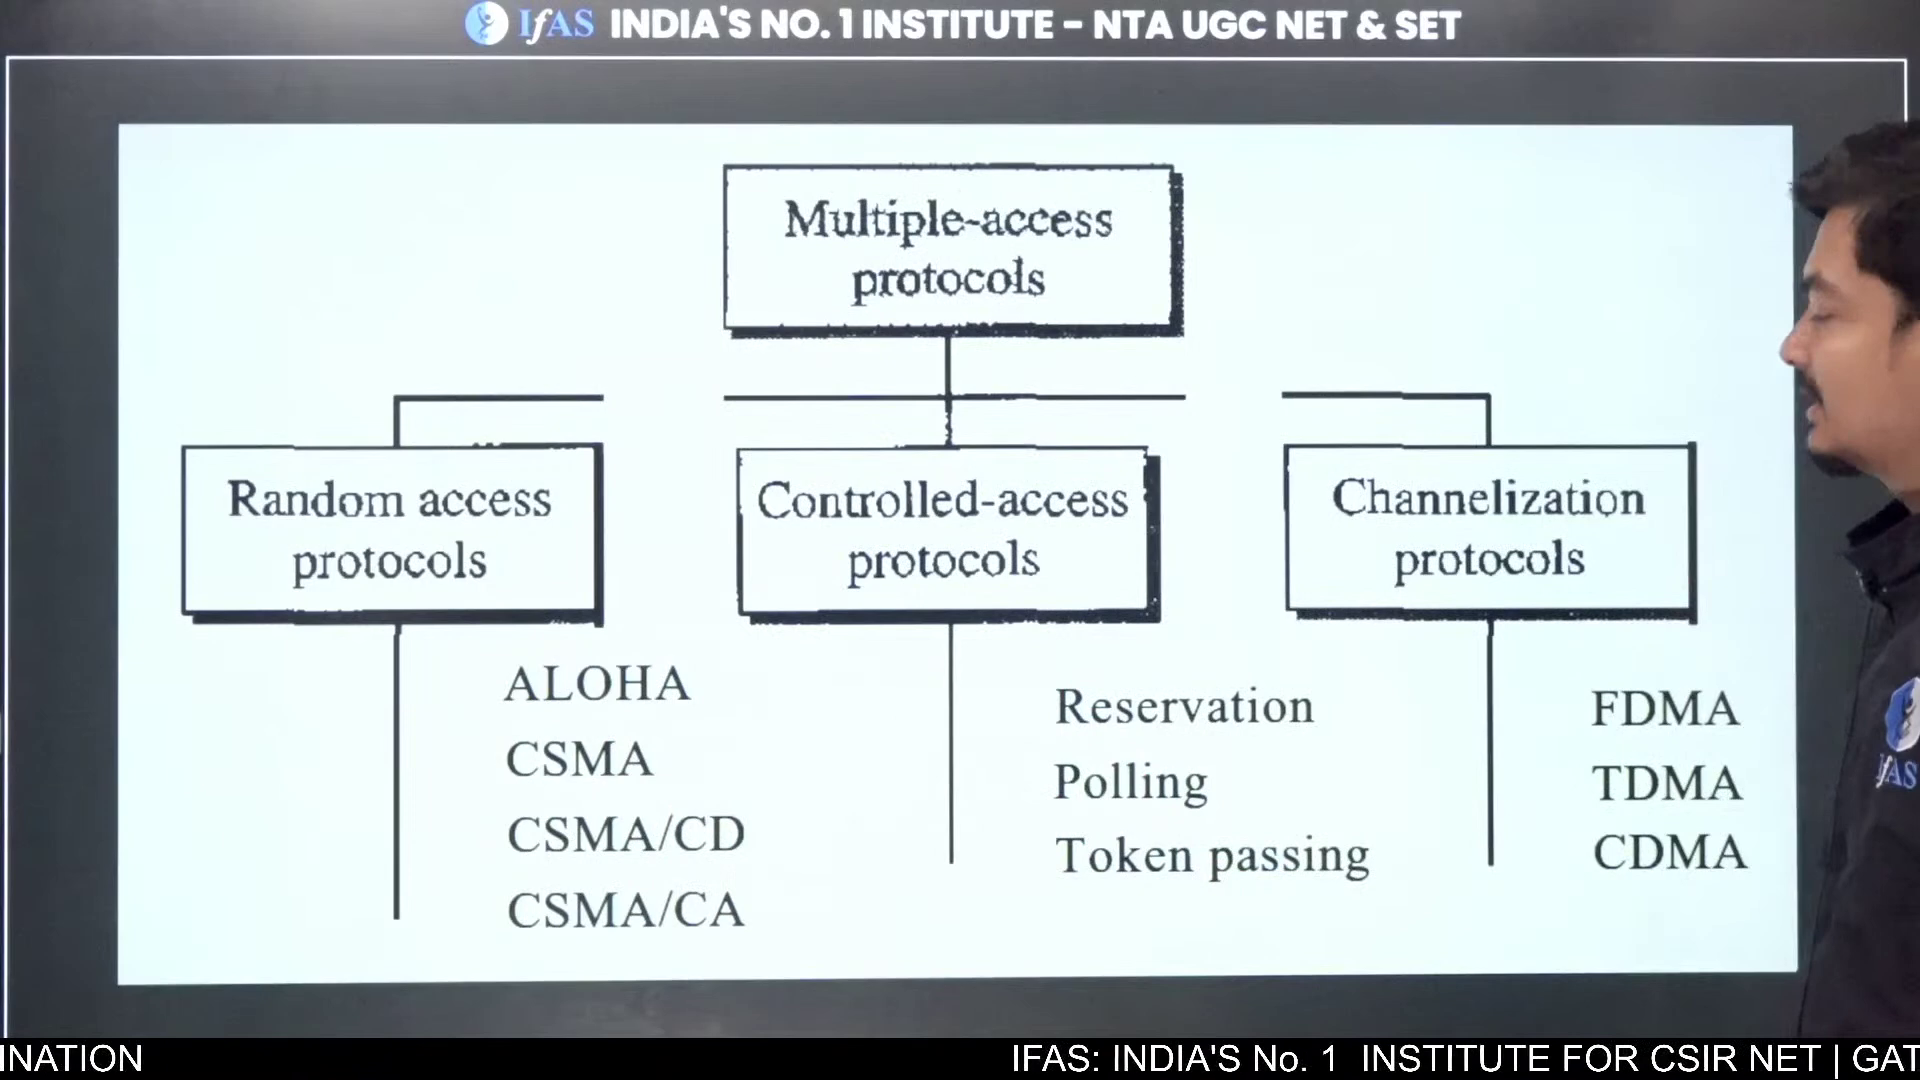 IfAS INDIA'S NO. 1 INSTITUTE - NTA UGC NET & SET
Multiple-access
protocols
Random access
protocols
Controlled-access
protocols
Channelization
protocols
ALOHA
CSMA
CSMA/CD
CSMA/CA
Reservation
Polling
Token passing
FDMA
TDMA
CDMA
IfAS
INATION IFAS: INDIA'S No. 1 INSTITUTE FOR CSIR NET | GAT